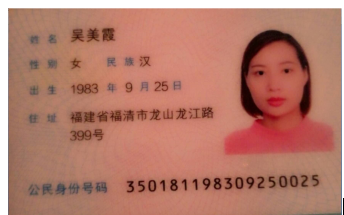 姓名 吴美霞
性别 女 民族 汉
出生 1983 年 9 月 25 日
住址 福建省福清市龙山龙江路
399号
公民身份号码 350181198309250025